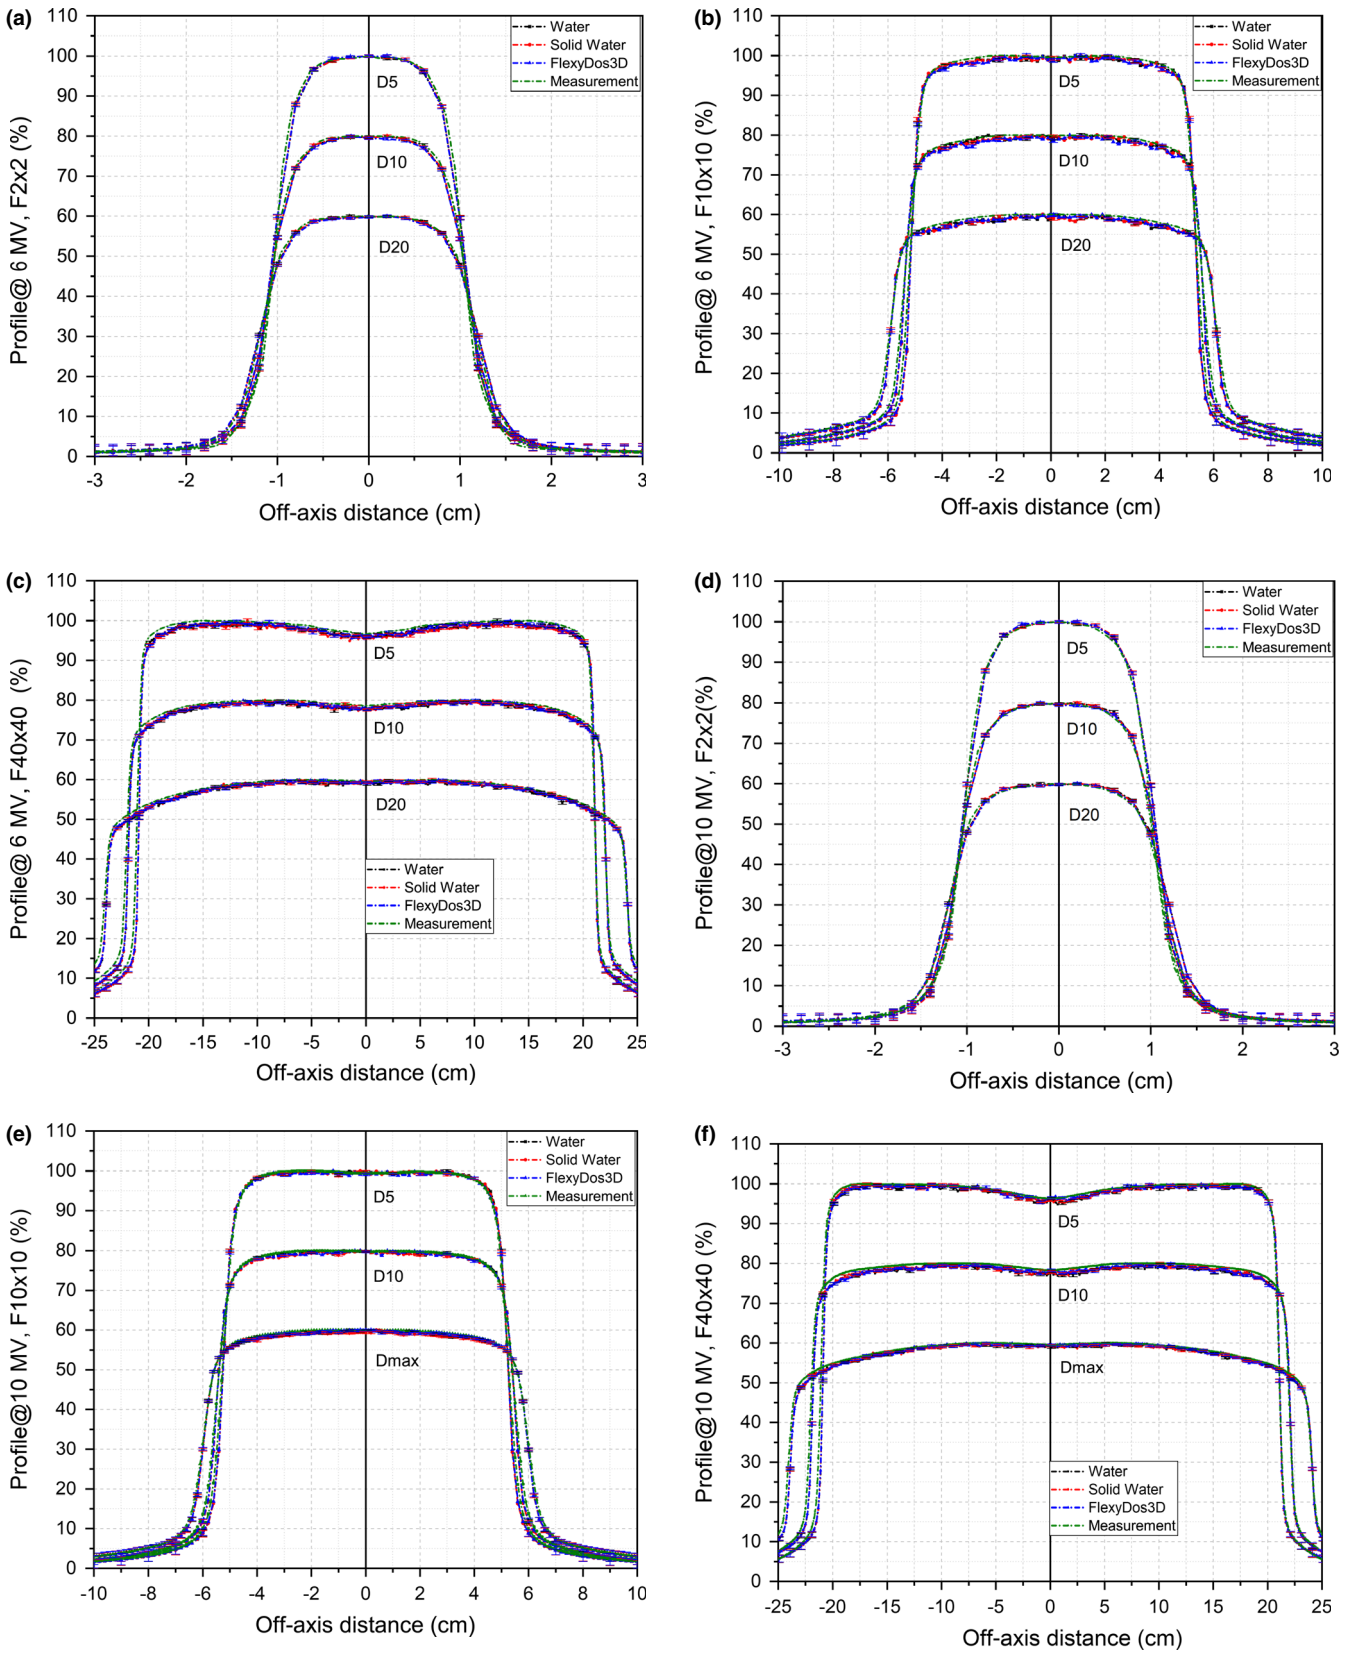 (a)
Profile@ 6 MV, F2x2 (%)
110
100
90
80
70
60
50
40
30
20
10
0
Water
Solid Water
FlexyDos3D
Measurement
D5
D10
D20
-3 -2 -1 0 1 2 3
Off-axis distance (cm)
(b)
Profile@ 6 MV, F10x10 (%)
110
100
90
80
70
60
50
40
30
20
10
0
Water
Solid Water
FlexyDos3D
Measurement
D5
D10
D20
-10 -8 -6 -4 -2 0 2 4 6 8 10
Off-axis distance (cm)
(c)
Profile@ 6 MV, F40x40 (%)
110
100
90
80
70
60
50
40
30
20
10
0
D5
D10
D20
Water
Solid Water
FlexyDos3D
Measurement
-25 -20 -15 -10 -5 0 5 10 15 20 25
Off-axis distance (cm)
(d)
Profile@10 MV, F2x2(%)
110
100
90
80
70
60
50
40
30
20
10
0
Water
Solid Water
FlexyDos3D
Measurement
D5
D10
D20
-3 -2 -1 0 1 2 3
Off-axis distance (cm)
(e)
Profile@10 MV, F10x10 (%)
110
100
90
80
70
60
50
40
30
20
10
0
Water
Solid Water
FlexyDos3D
Measurement
D5
D10
Dmax
-10 -8 -6 -4 -2 0 2 4 6 8 10
Off-axis distance (cm)
(f)
Profile@10 MV, F40x40 (%)
110
100
90
80
70
60
50
40
30
20
10
0
D5
D10
Dmax
Water
Solid Water
FlexyDos3D
Measurement
-25 -20 -15 -10 -5 0 5 10 15 20 25
Off-axis distance (cm)